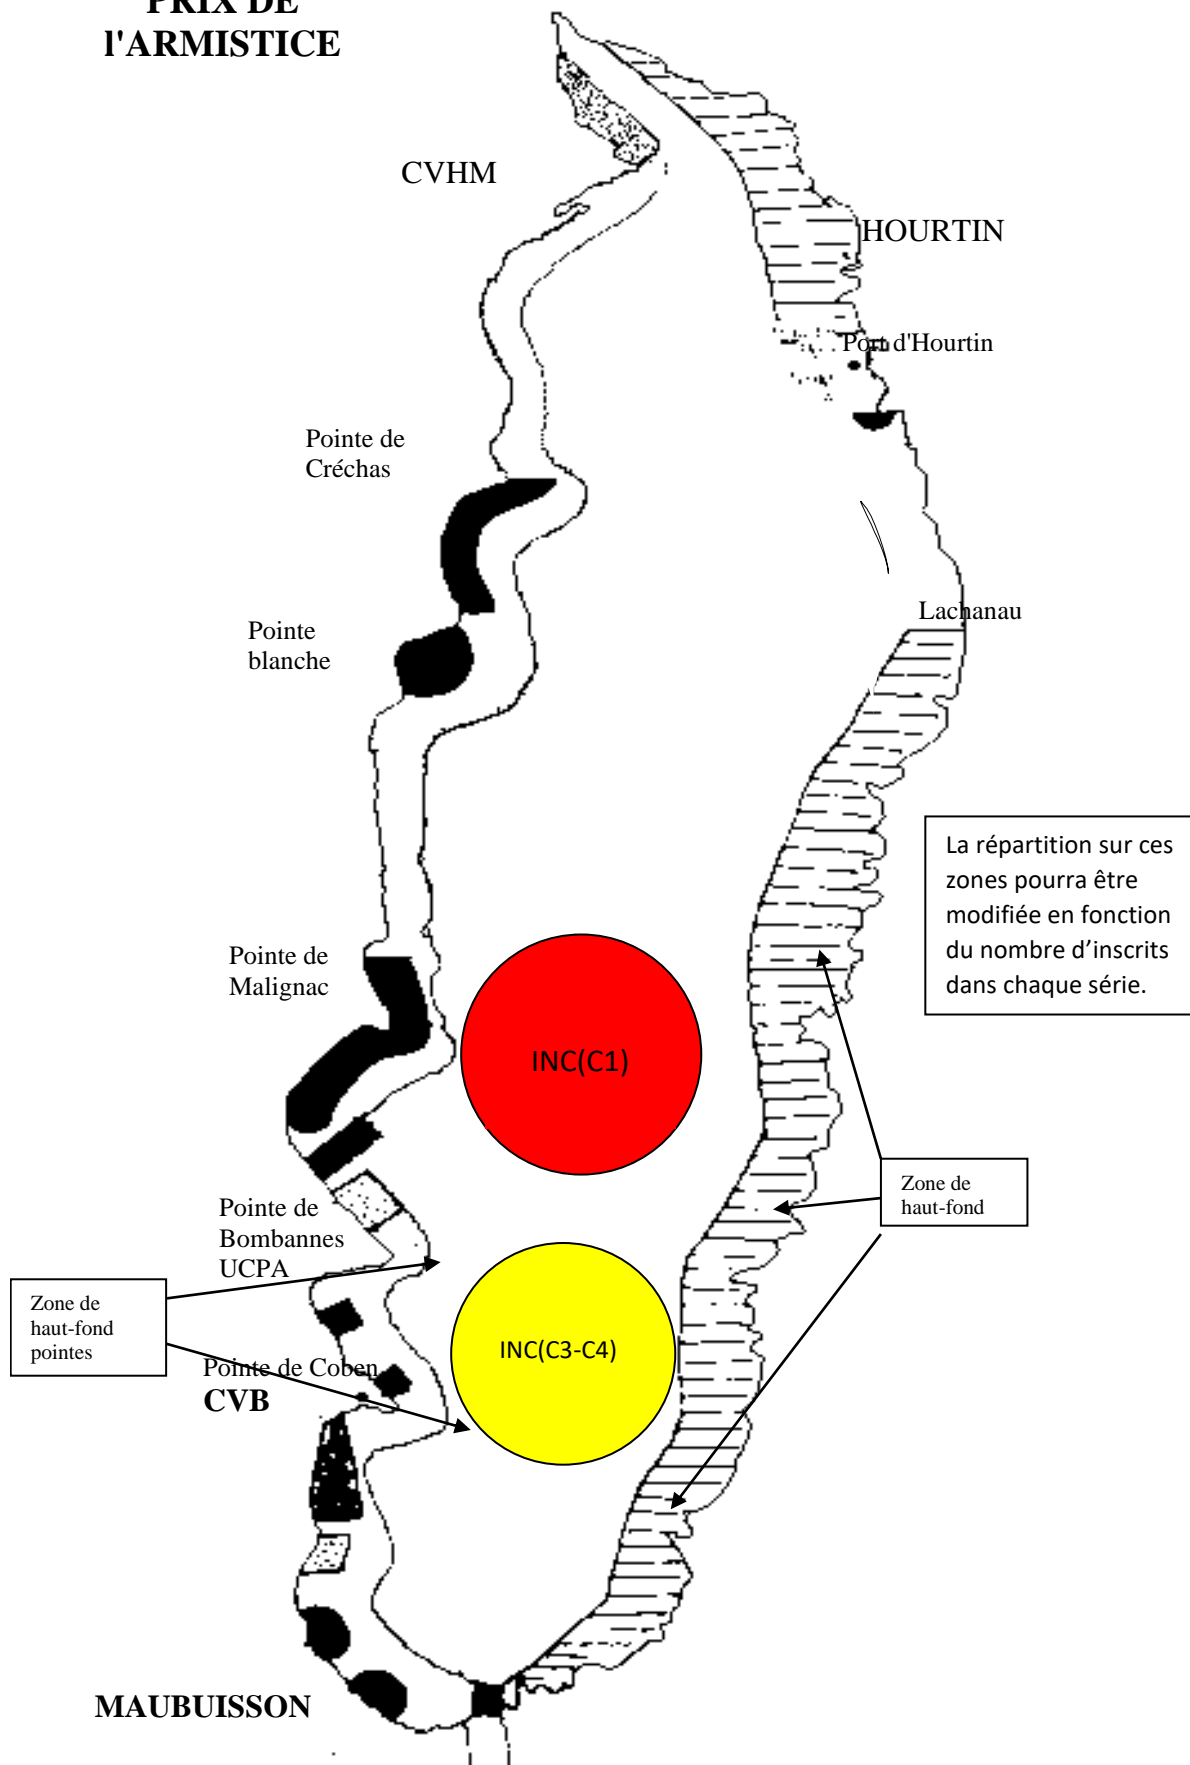 PRIX DE
l'ARMISTICE
CVHM
HOURTIN
Port d'Hourtin
Pointe de
Créchas
Lachanau
Pointe
blanche
La répartition sur ces
zones pourra être
modifiée en fonction
du nombre d’inscrits
dans chaque série.
Pointe de
Malignac
INC(C1)
Zone de
haut-fond
Pointe de
Bombannes
UCPA
Zone de
haut-fond
pointes
INC(C3-C4)
Pointe de Coben
CVB
MAUBUISSON